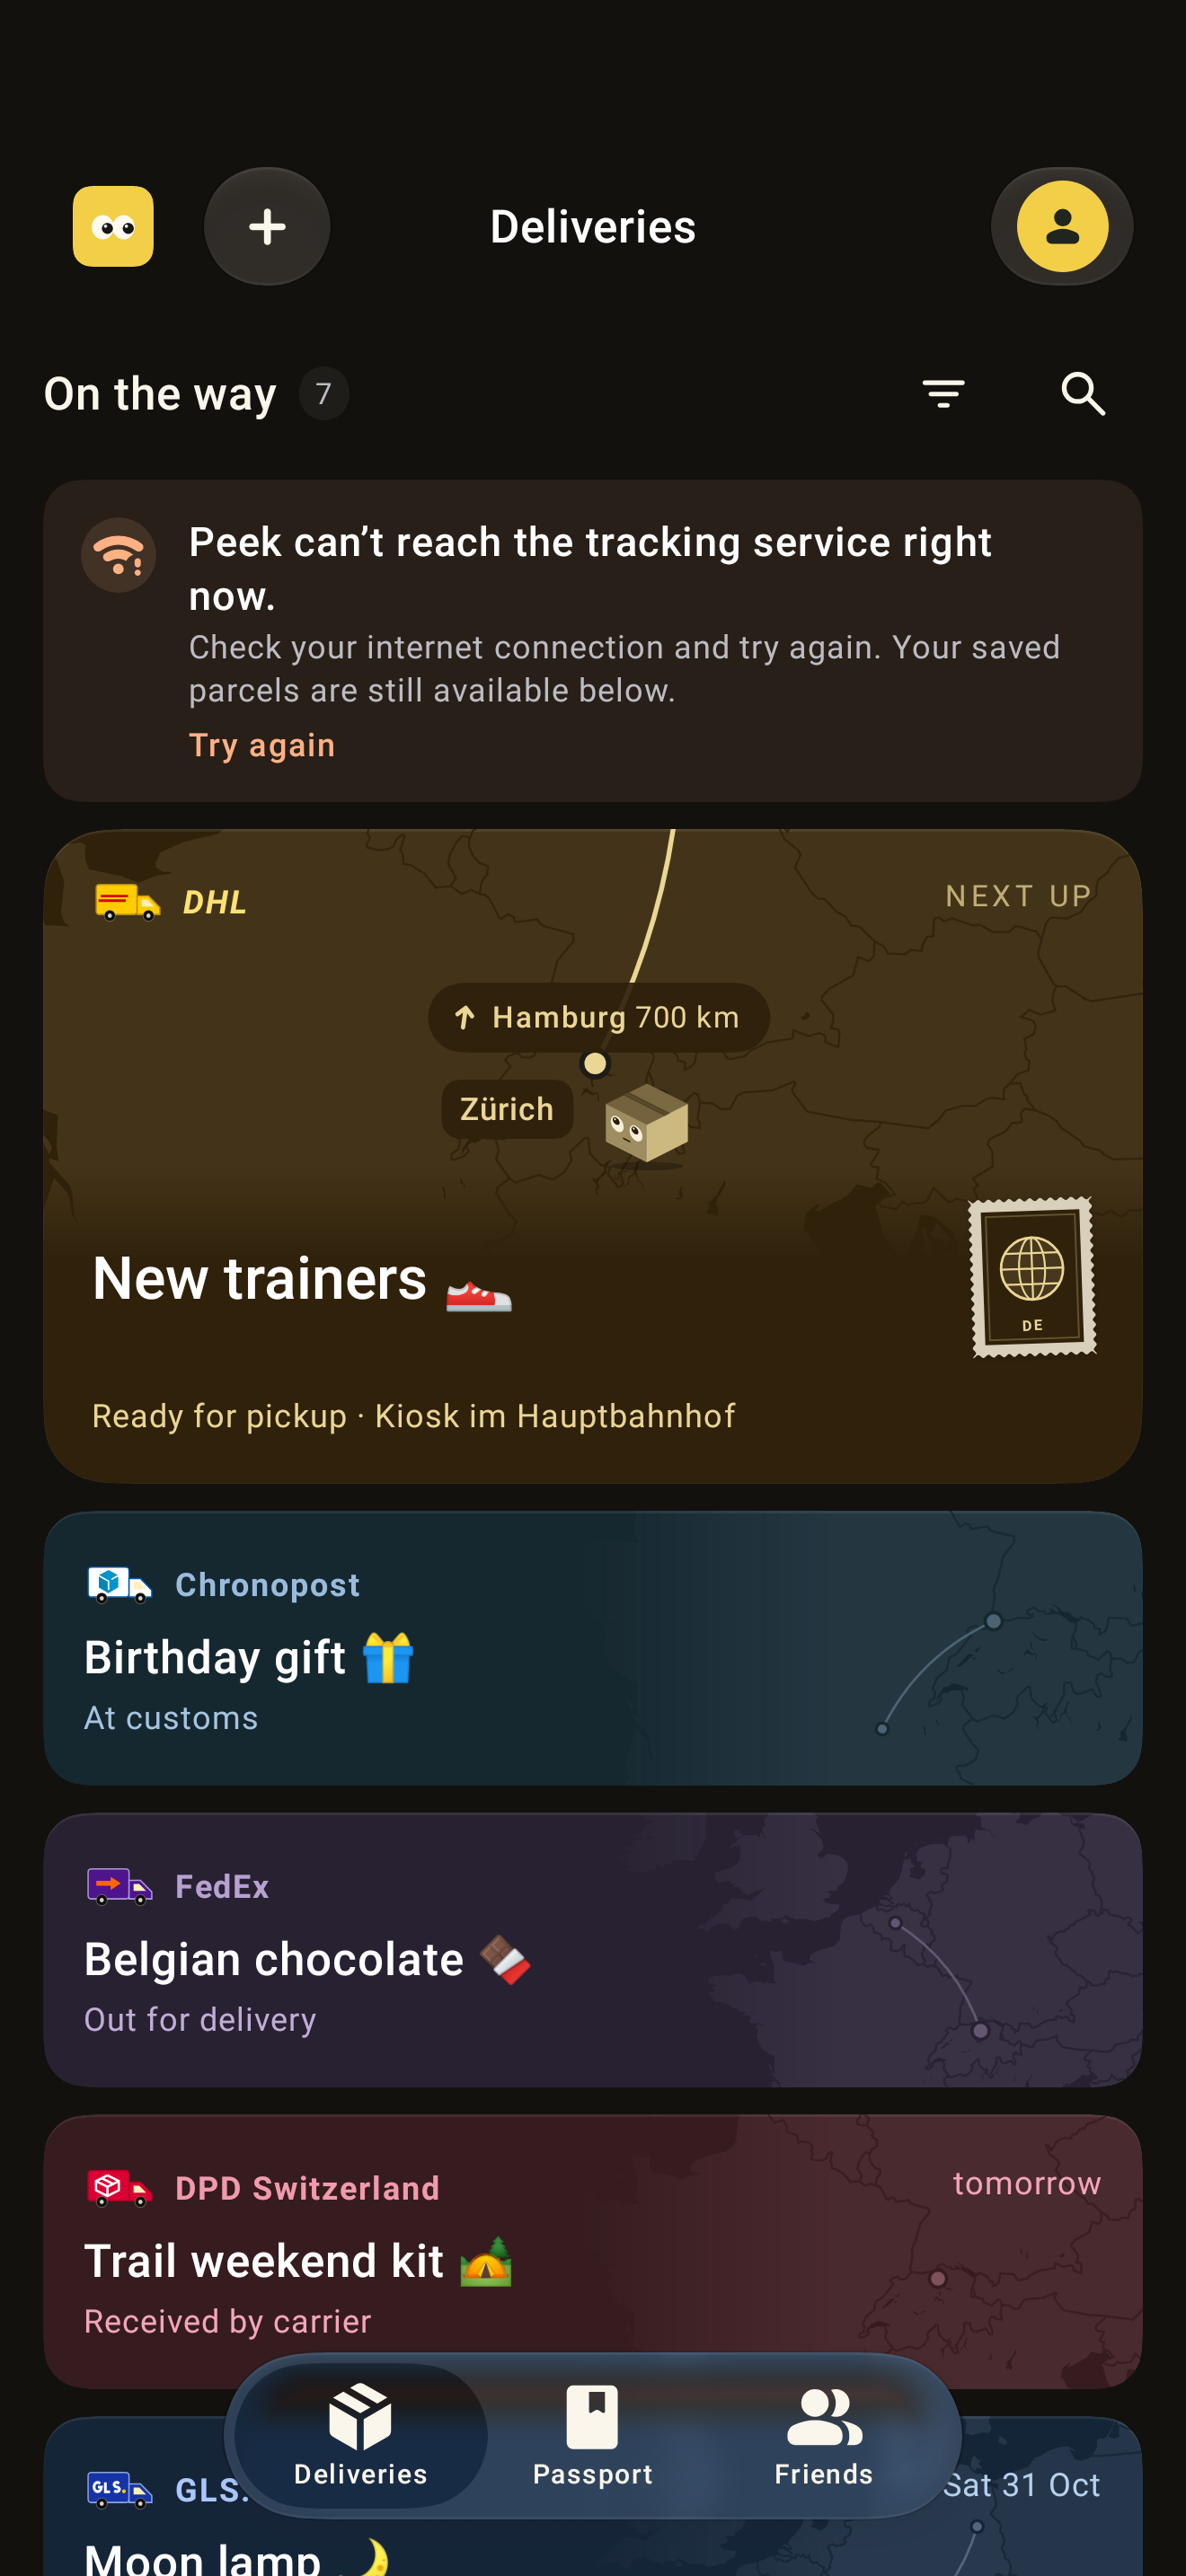 Deliveries
On the way 7
Peek can’t reach the tracking service right
now.
Check your internet connection and try again. Your saved
parcels are still available below.
Try again
DHL
NEXT UP
Hamburg 700 km
Zürich
New trainers
DE
Ready for pickup · Kiosk im Hauptbahnhof
Chronopost
Birthday gift
At customs
FedEx
Belgian chocolate
Out for delivery
DPD Switzerland
tomorrow
Trail weekend kit
Received by carrier
GLS.
GLS.
Sat 31 Oct
Moon lamp
Deliveries
Passport
Friends